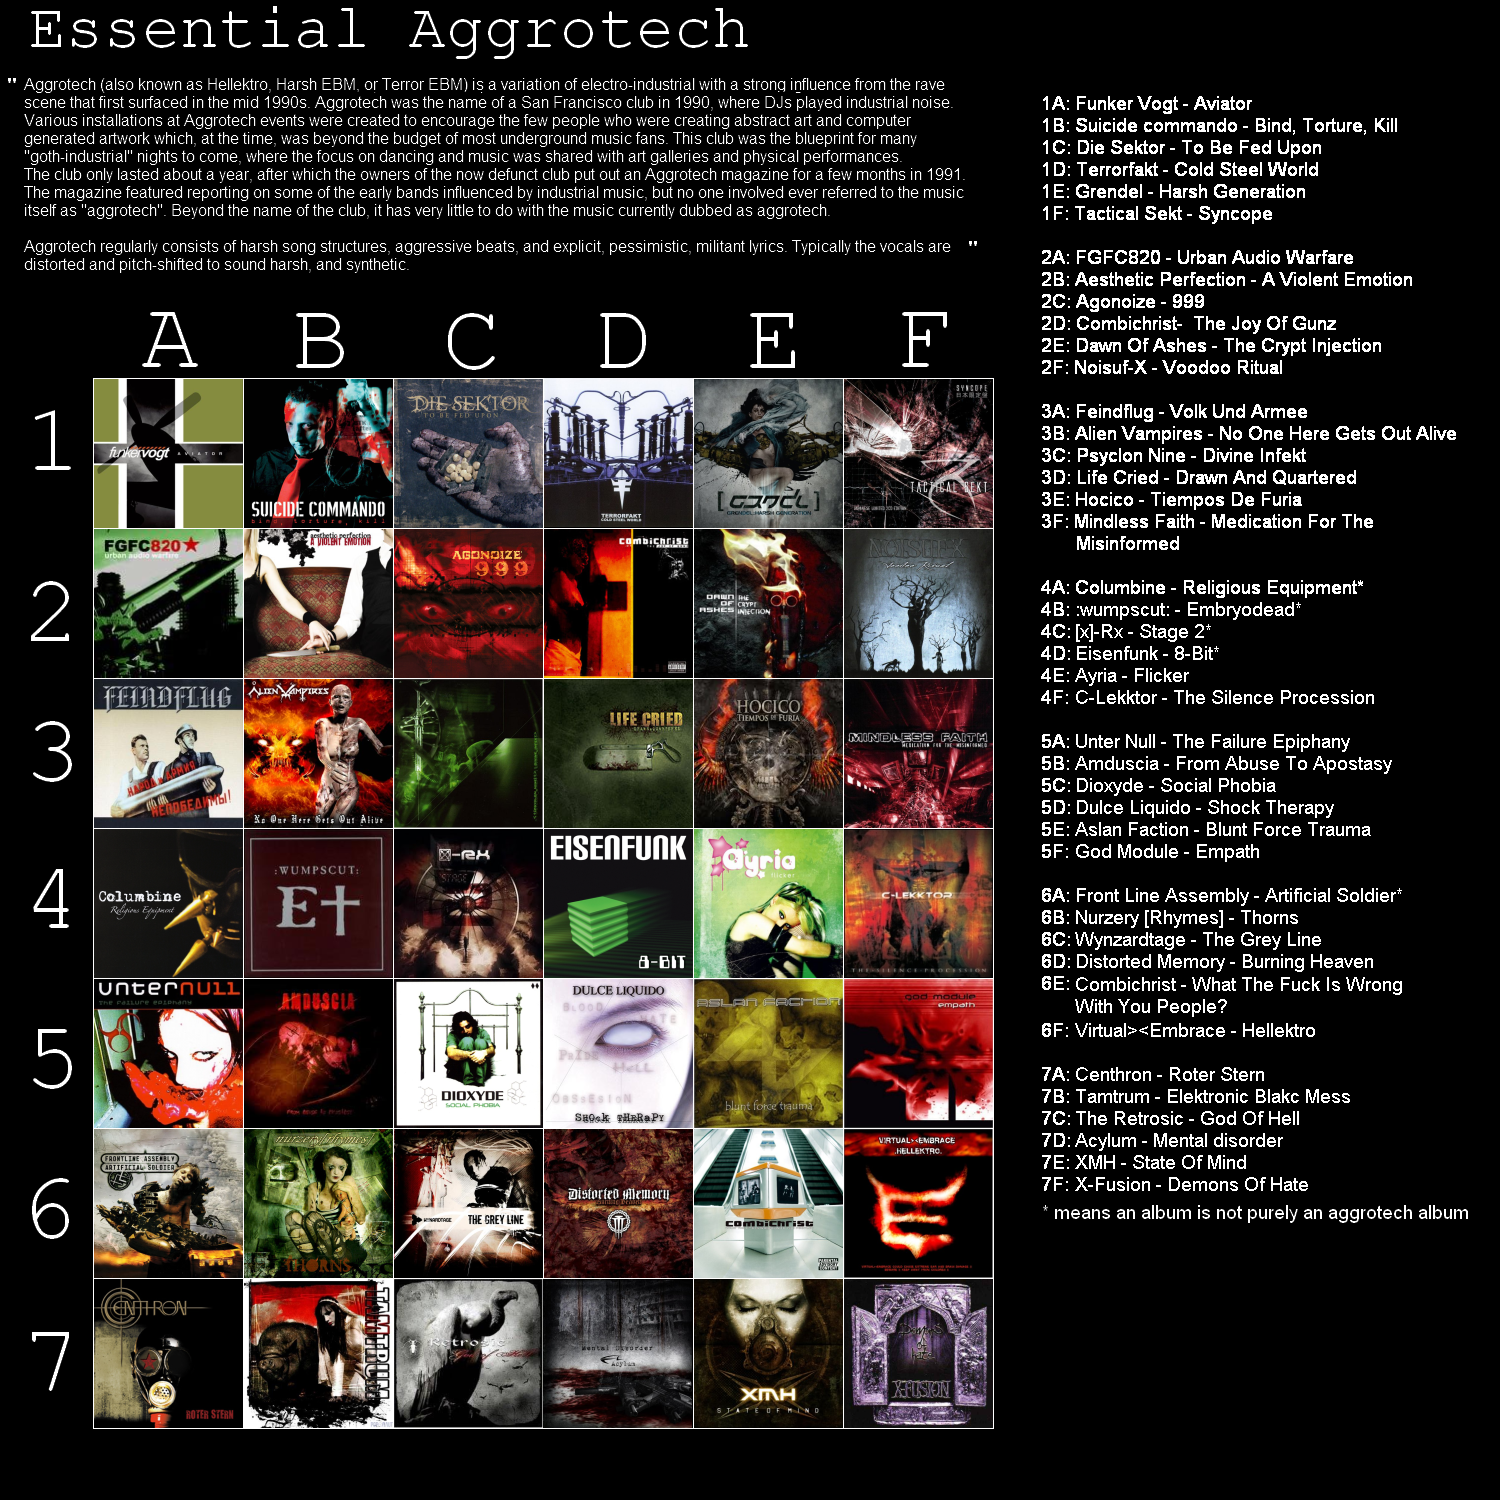 Essential Aggrotech
" Aggrotech (also known as Hellektro, Harsh EBM, or Terror EBM) is a variation of electro-industrial with a strong influence from the rave
scene that first surfaced in the mid 1990s. Aggrotech was the name of a San Francisco club in 1990, where DJs played industrial noise.
Various installations at Aggrotech events were created to encourage the few people who were creating abstract art and computer
generated artwork which, at the time, was beyond the budget of most underground music fans. This club was the blueprint for many
"goth-industrial" nights to come, where the focus on dancing and music was shared with art galleries and physical performances.
The club only lasted about a year, after which the owners of the now defunct club put out an Aggrotech magazine for a few months in 1991.
The magazine featured reporting on some of the early bands influenced by industrial music, but no one involved ever referred to the music
itself as "aggrotech". Beyond the name of the club, it has very little to do with the music currently dubbed as aggrotech.
Aggrotech regularly consists of harsh song structures, aggressive beats, and explicit, pessimistic, militant lyrics. Typically the vocals are "
distorted and pitch-shifted to sound harsh, and synthetic.
A B C D E F
1
funkervogt AVIATOR
SUICIDE COMMANDO
bind, torture, kill
DIE SEKTOR
TO BE FED UPON
TERRORFAKT
COLD STEEL WORLD
GRENDEL HARSH GENERATION
SYNCOPE
TACTICAL SEKT
2
FGFC820
urban audio warfare
aesthetic perfection
A VIOLENT EMOTION
AGONOIZE
999
combichrist
DAWN OF ASHES THE CRYPT INJECTION
Voodoo Ritual
3
FEINDFLUG
НАРОД и АРМИЯ
НЕПОБЕДИМЫ!
ALIEN VAMPIRES
No One Here Gets Out Alive
LIFE CRIED
HOCICO
TIEMPOS DE FURIA
MINDLESS FAITH
MEDICATION FOR THE MISINFORMED
4
Columbine
Religious Equipment
:WUMPSCUT:
E†
X-RX
STAGE 2
EISENFUNK
8-BIT
Ayria
flicker
C-LEKKTOR
THE SILENCE PROCESSION
5
unternull
the failure epiphany
AMDUSCIA
FROM ABUSE TO APOSTASY
DIOXYDE
SOCIAL PHOBIA
DULCE LIQUIDO
SHOCK THERAPY
ASLAN FACTION
blunt force trauma
god module
empath
6
FRONTLINE ASSEMBLY
ARTIFICIAL SOLDIER
nurzery[rhymes]
THORNS
WYNARDTAGE THE GREY LINE
Distorted Memory
combichrist
VIRTUAL><EMBRACE
HELLEKTRO.
7
CENTHRON
ROTER STERN
TAMTRUM
Retrosic
God of Hell
Mental Disorder
Acylum
XMH
STATE OF MIND
Demons of hate
X-FUSION
1A: Funker Vogt - Aviator
1B: Suicide commando - Bind, Torture, Kill
1C: Die Sektor - To Be Fed Upon
1D: Terrorfakt - Cold Steel World
1E: Grendel - Harsh Generation
1F: Tactical Sekt - Syncope
2A: FGFC820 - Urban Audio Warfare
2B: Aesthetic Perfection - A Violent Emotion
2C: Agonoize - 999
2D: Combichrist-  The Joy Of Gunz
2E: Dawn Of Ashes - The Crypt Injection
2F: Noisuf-X - Voodoo Ritual
3A: Feindflug - Volk Und Armee
3B: Alien Vampires - No One Here Gets Out Alive
3C: Psyclon Nine - Divine Infekt
3D: Life Cried - Drawn And Quartered
3E: Hocico - Tiempos De Furia
3F: Mindless Faith - Medication For The
Misinformed
4A: Columbine - Religious Equipment*
4B: :wumpscut: - Embryodead*
4C: [x]-Rx - Stage 2*
4D: Eisenfunk - 8-Bit*
4E: Ayria - Flicker
4F: C-Lekktor - The Silence Procession
5A: Unter Null - The Failure Epiphany
5B: Amduscia - From Abuse To Apostasy
5C: Dioxyde - Social Phobia
5D: Dulce Liquido - Shock Therapy
5E: Aslan Faction - Blunt Force Trauma
5F: God Module - Empath
6A: Front Line Assembly - Artificial Soldier*
6B: Nurzery [Rhymes] - Thorns
6C: Wynzardtage - The Grey Line
6D: Distorted Memory - Burning Heaven
6E: Combichrist - What The Fuck Is Wrong
With You People?
6F: Virtual><Embrace - Hellektro
7A: Centhron - Roter Stern
7B: Tamtrum - Elektronic Blakc Mess
7C: The Retrosic - God Of Hell
7D: Acylum - Mental disorder
7E: XMH - State Of Mind
7F: X-Fusion - Demons Of Hate
* means an album is not purely an aggrotech album